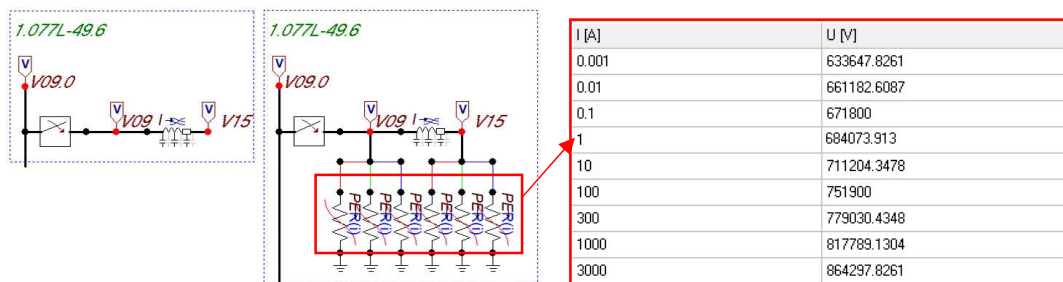 1.077L-49.6
V
V09.0
V
V
V09
I
V15
1.077L-49.6
V
V09.0
V
V
V09
I
V15
PER(i)
PER(i)
PER(i)
PER(i)
PER(i)
PER(i)
I [A] U [V]
0.001 633647.8261
0.01 661182.6087
0.1 671800
1 684073.913
10 711204.3478
100 751900
300 779030.4348
1000 817789.1304
3000 864297.8261